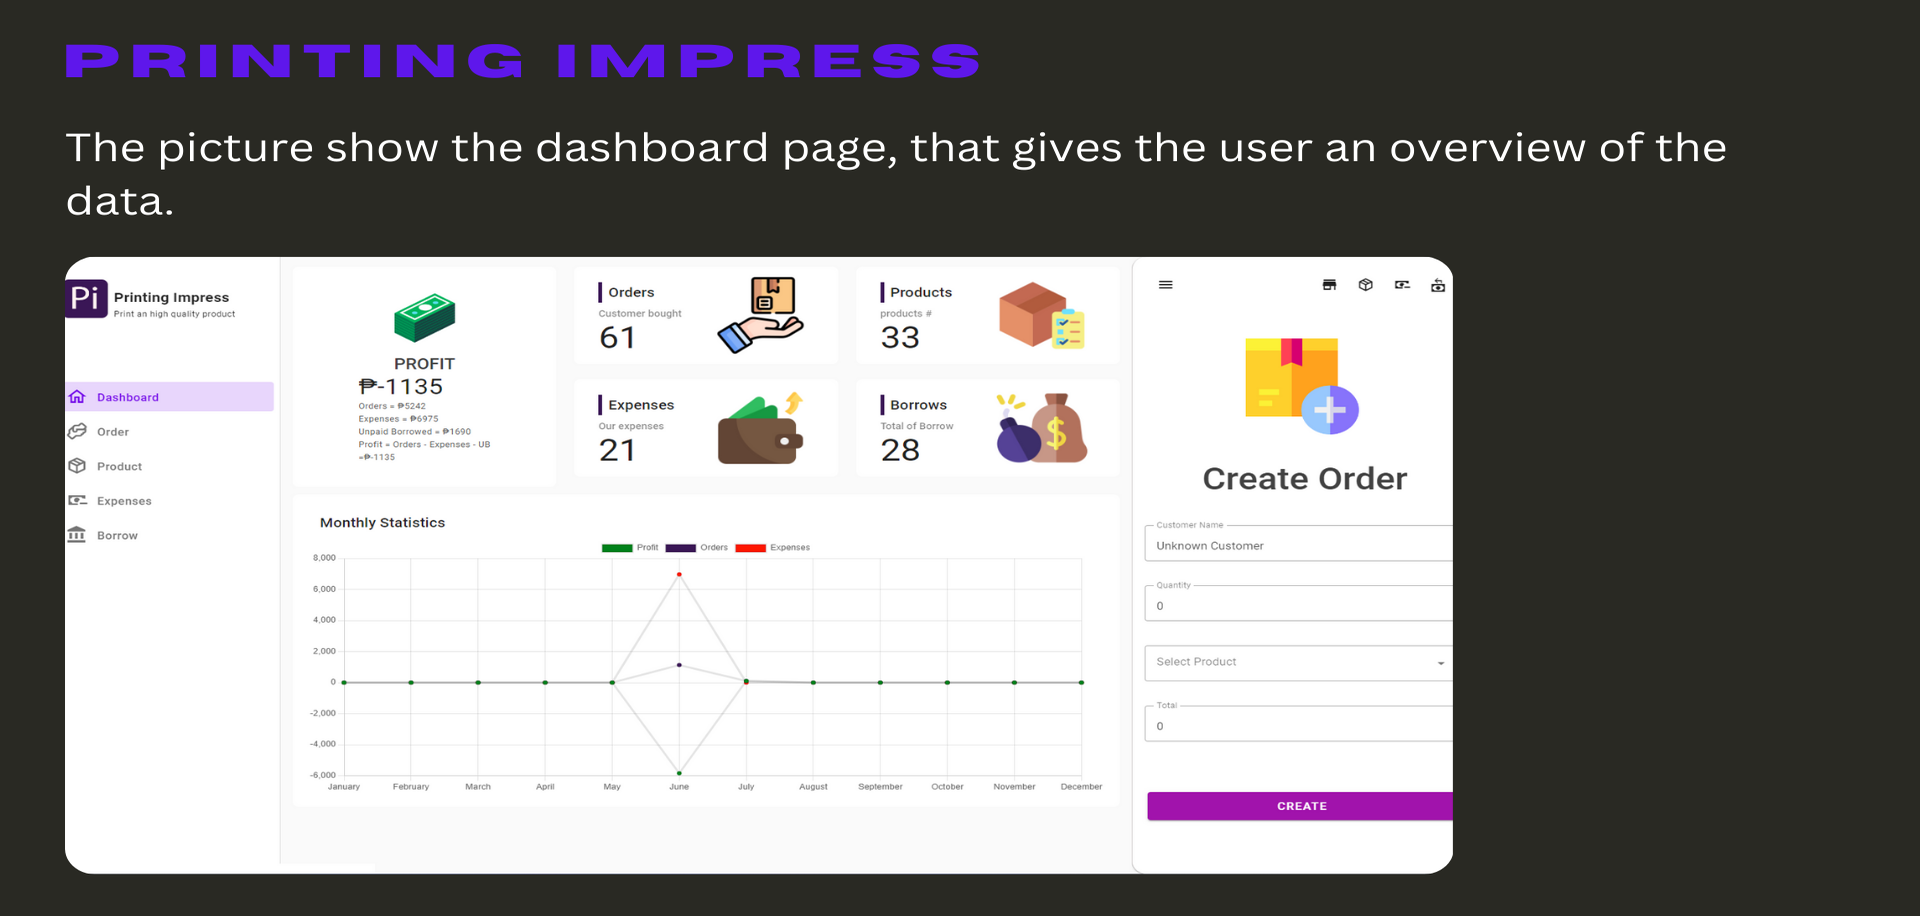 PRINTING IMPRESS
The picture show the dashboard page, that gives the user an overview of the
data.
Pi
Printing Impress
Print an high quality product
Dashboard
Order
Product
Expenses
Borrow
PROFIT
₱-1135
Orders = ₱5242
Expenses = ₱6975
Unpaid Borrowed = ₱1690
Profit = Orders - Expenses - UB
=₱-1135
Orders
Customer bought
61
Products
products #
33
Expenses
Our expenses
21
Borrows
Total of Borrow
28
Monthly Statistics
Profit Orders Expenses
8,000
6,000
4,000
2,000
0
-2,000
-4,000
-6,000
January February March April May June July August September October November December
Create Order
Customer Name
Unknown Customer
Quantity
0
Select Product
Total
0
CREATE